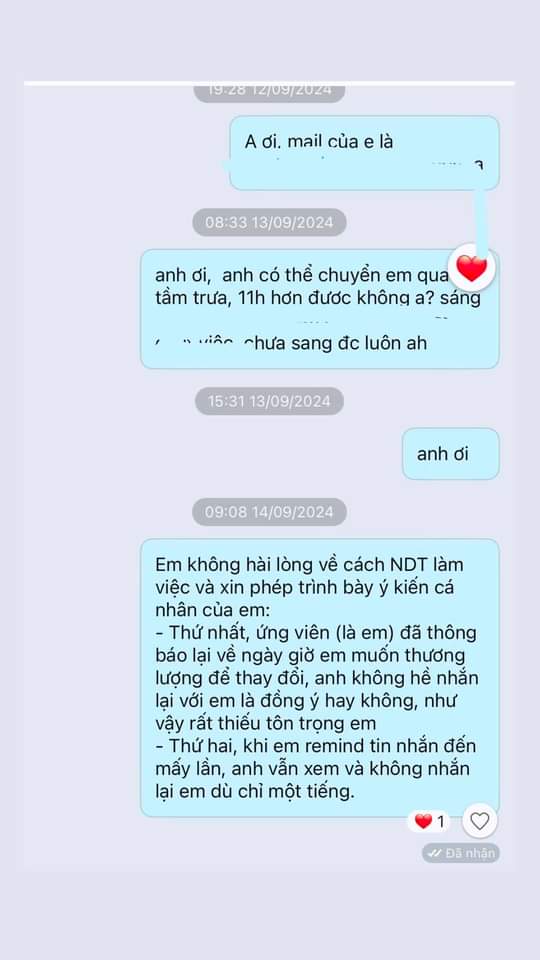 19:28 12/09/2024
A ơi. mail của e là
08:33 13/09/2024
anh ơi,  anh có thể chuyển em qua
tầm trưa, 11h hơn được không ạ? sáng
việc chưa sang đc luôn ah
15:31 13/09/2024
anh ơi
09:08 14/09/2024
Em không hài lòng về cách NDT làm
việc và xin phép trình bày ý kiến cá
nhân của em:
- Thứ nhất, ứng viên (là em) đã thông
báo lại về ngày giờ em muốn thương
lượng để thay đổi, anh không hề nhắn
lại với em là đồng ý hay không, như
vậy rất thiếu tôn trọng em
- Thứ hai, khi em remind tin nhắn đến
mấy lần, anh vẫn xem và không nhắn
lại em dù chỉ một tiếng.
1
Đã nhận